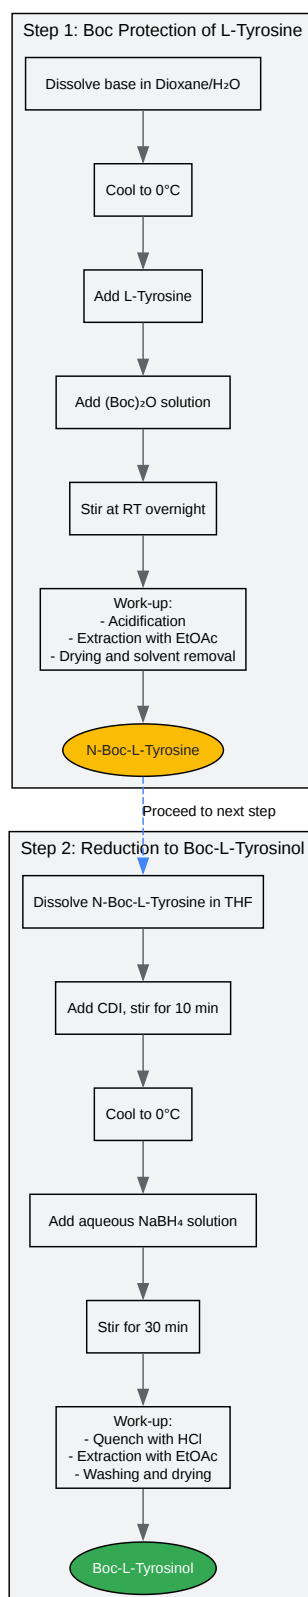 Step 1: Boc Protection of L-Tyrosine
Dissolve base in Dioxane/H₂O
Cool to 0°C
Add L-Tyrosine
Add (Boc)₂O solution
Stir at RT overnight
Work-up:
- Acidification
- Extraction with EtOAc
- Drying and solvent removal
N-Boc-L-Tyrosine
Proceed to next step
Step 2: Reduction to Boc-L-Tyrosinol
Dissolve N-Boc-L-Tyrosine in THF
Add CDI, stir for 10 min
Cool to 0°C
Add aqueous NaBH₄ solution
Stir for 30 min
Work-up:
- Quench with HCl
- Extraction with EtOAc
- Washing and drying
Boc-L-Tyrosinol